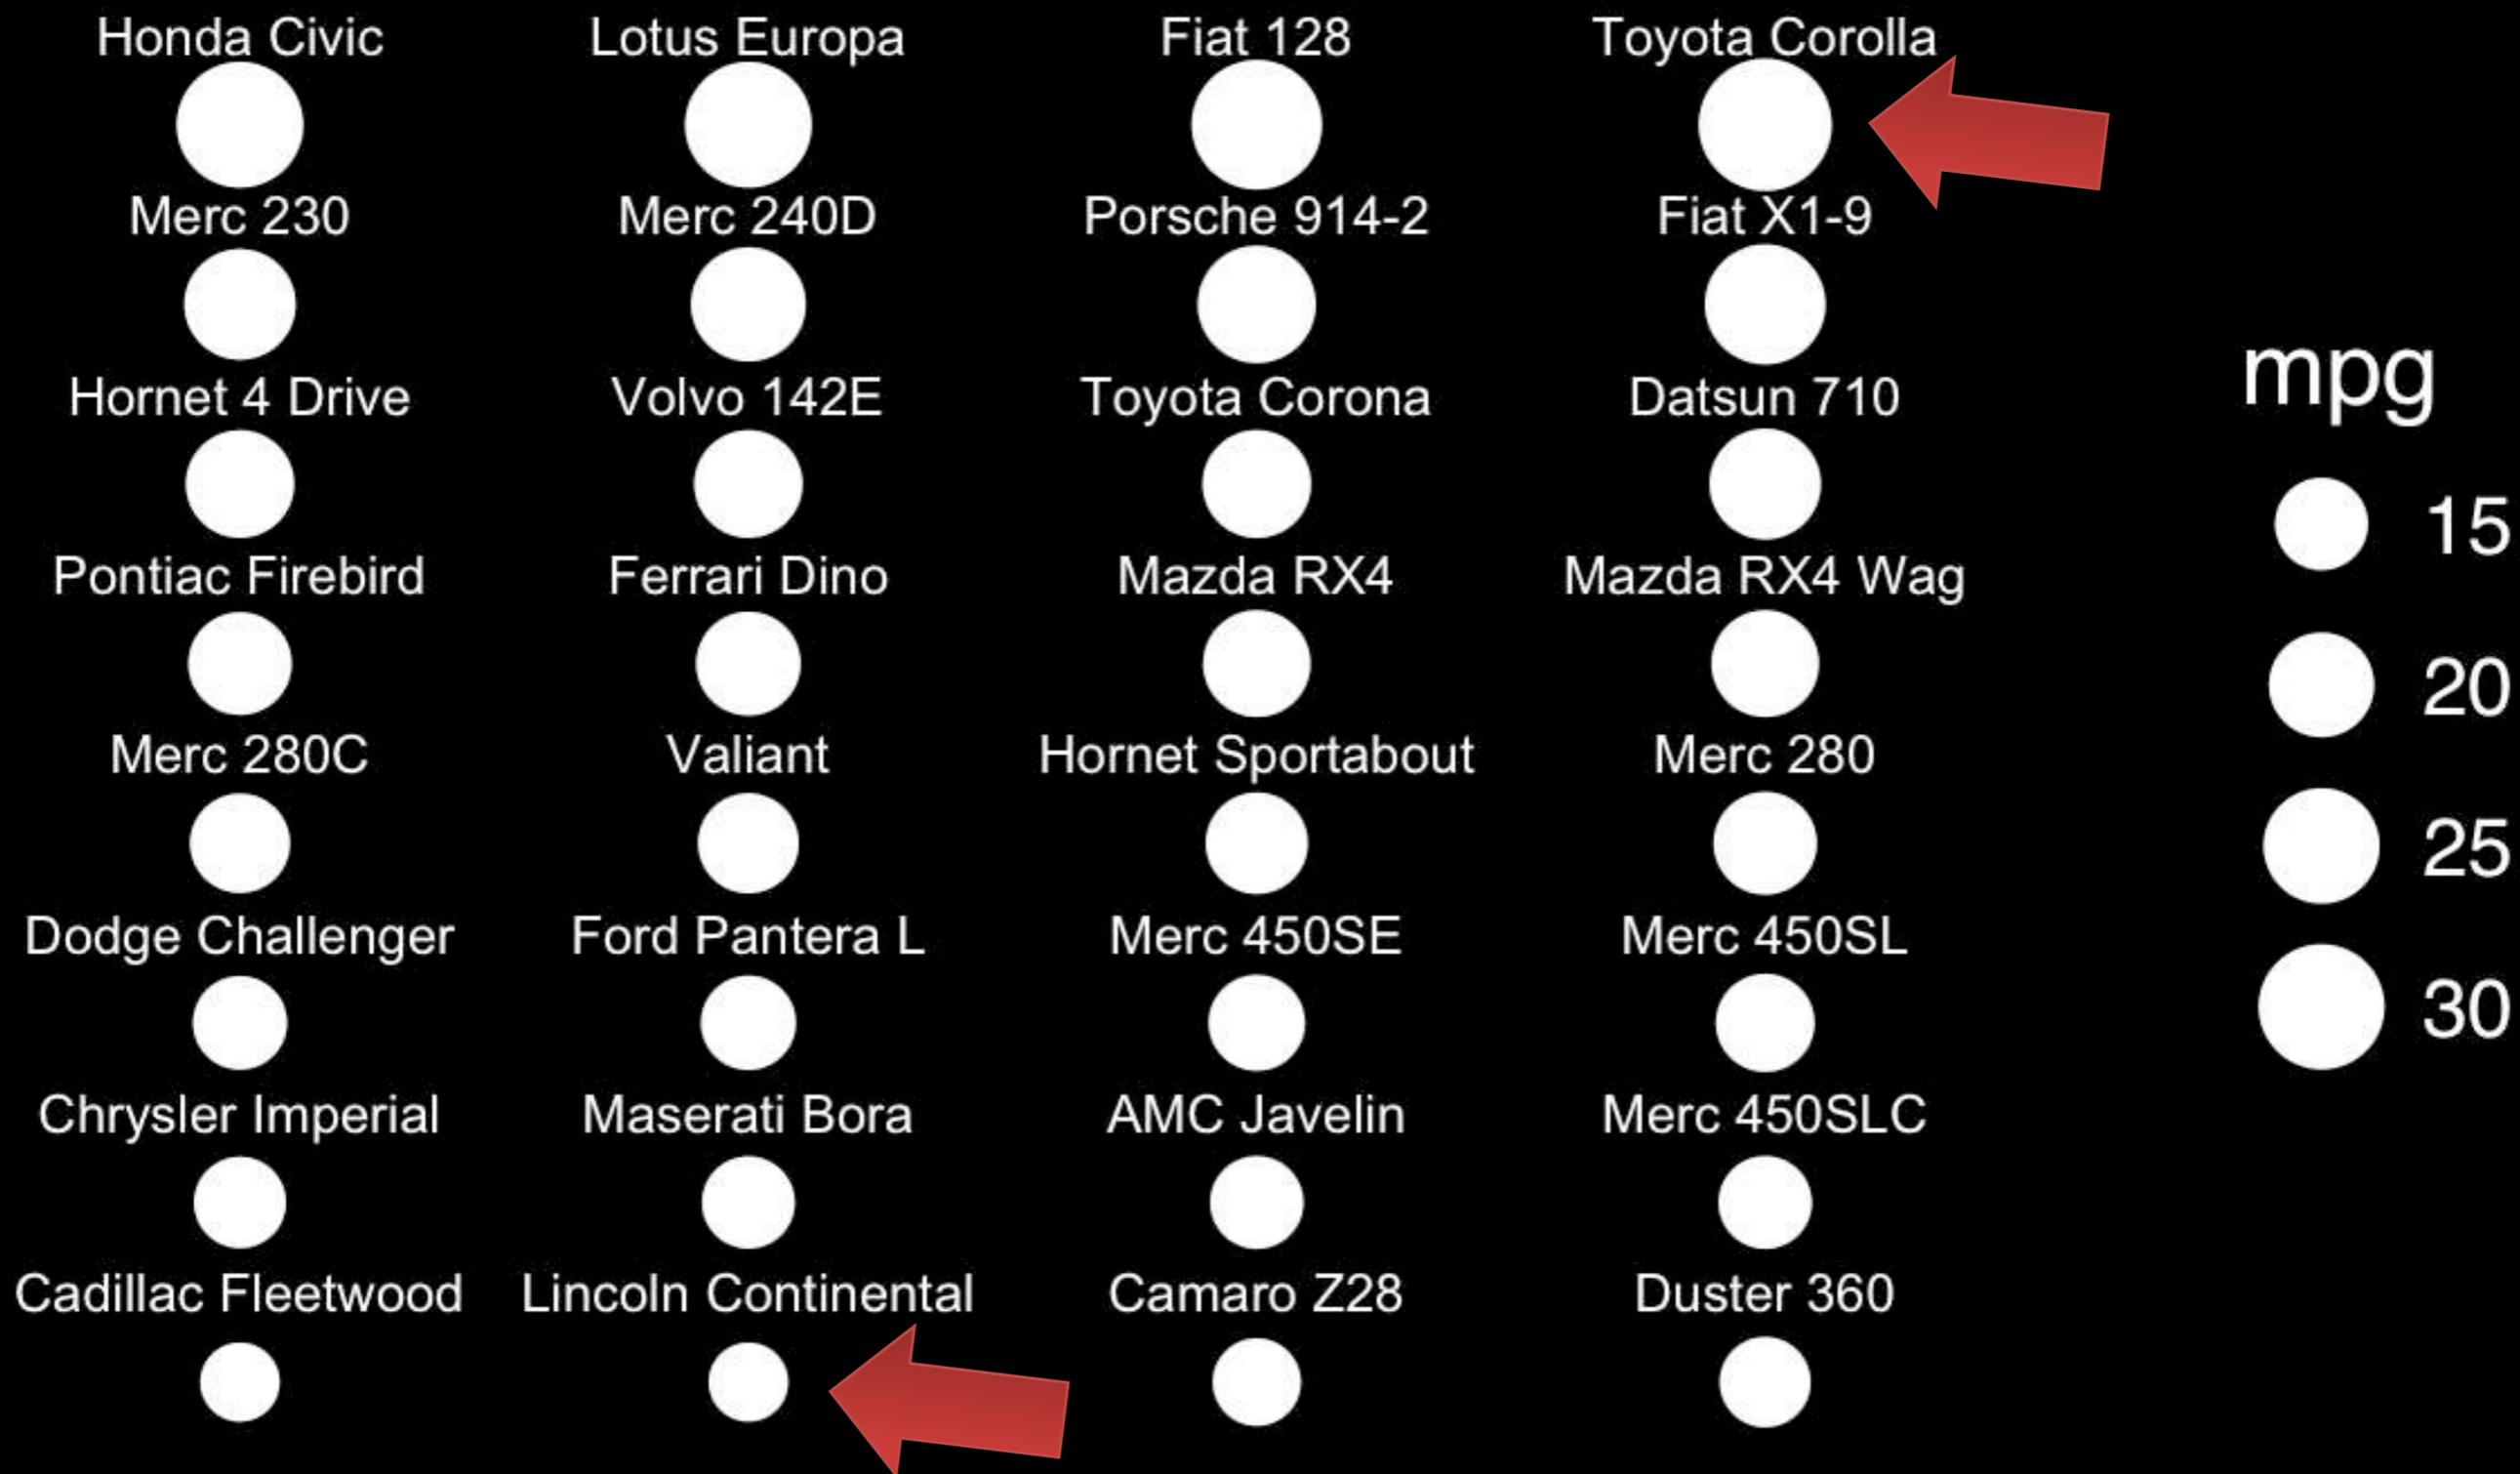 Honda Civic Lotus Europa Fiat 128 Toyota Corolla
Merc 230 Merc 240D Porsche 914-2 Fiat X1-9
Hornet 4 Drive Volvo 142E Toyota Corona Datsun 710
Pontiac Firebird Ferrari Dino Mazda RX4 Mazda RX4 Wag
Merc 280C Valiant Hornet Sportabout Merc 280
Dodge Challenger Ford Pantera L Merc 450SE Merc 450SL
Chrysler Imperial Maserati Bora AMC Javelin Merc 450SLC
Cadillac Fleetwood Lincoln Continental Camaro Z28 Duster 360
mpg
15
20
25
30